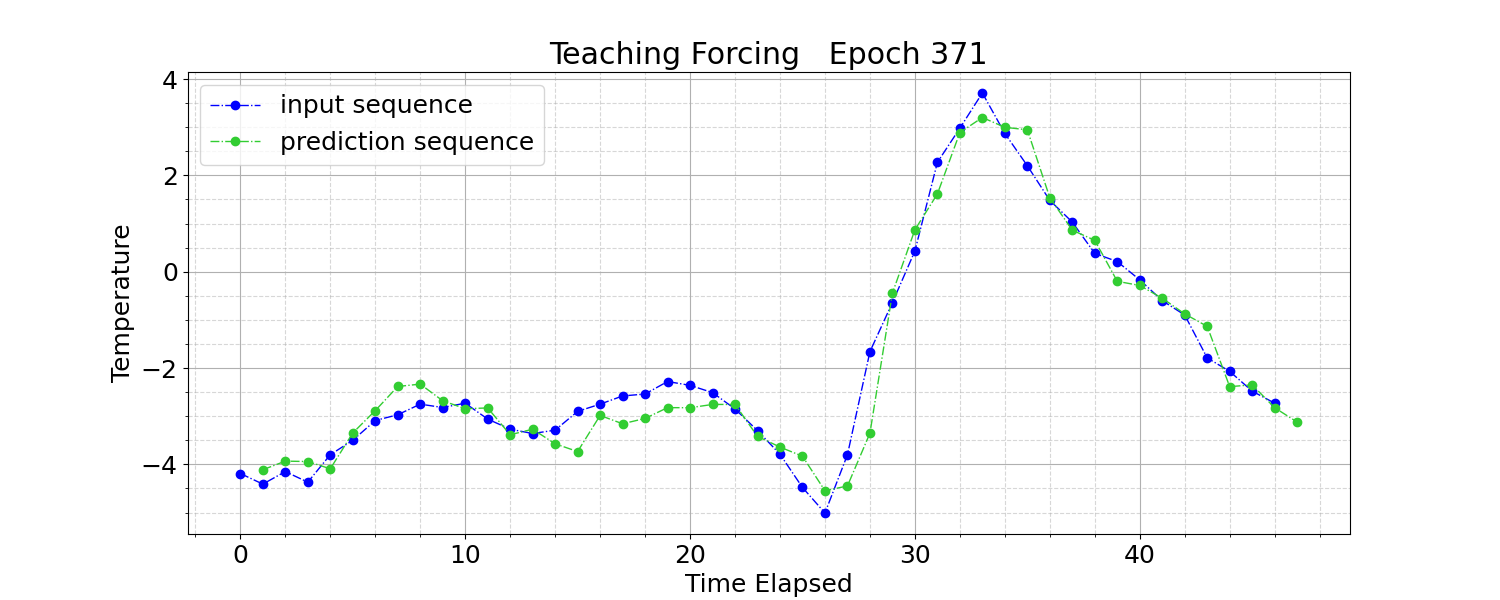 Teaching Forcing   Epoch 371
input sequence
prediction sequence
Temperature
4
2
0
−2
−4
0 10 20 30 40
Time Elapsed